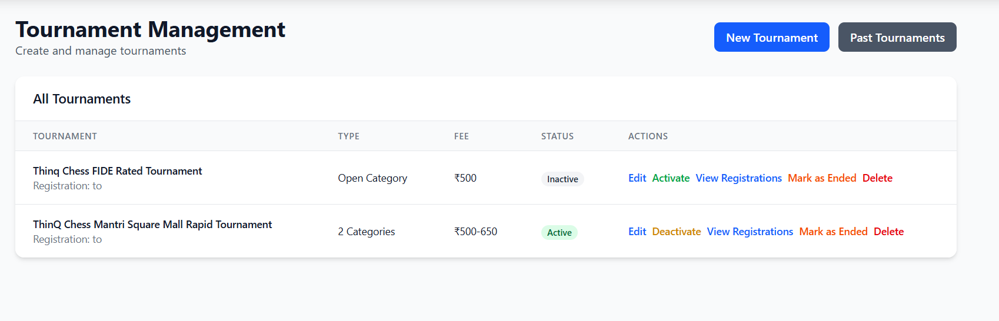 Tournament Management
Create and manage tournaments
New Tournament
Past Tournaments
All Tournaments
TOURNAMENT TYPE FEE STATUS ACTIONS
Thinq Chess FIDE Rated Tournament
Registration: to
Open Category ₹500 Inactive Edit Activate View Registrations Mark as Ended Delete
ThinQ Chess Mantri Square Mall Rapid Tournament
Registration: to
2 Categories ₹500-650 Active Edit Deactivate View Registrations Mark as Ended Delete